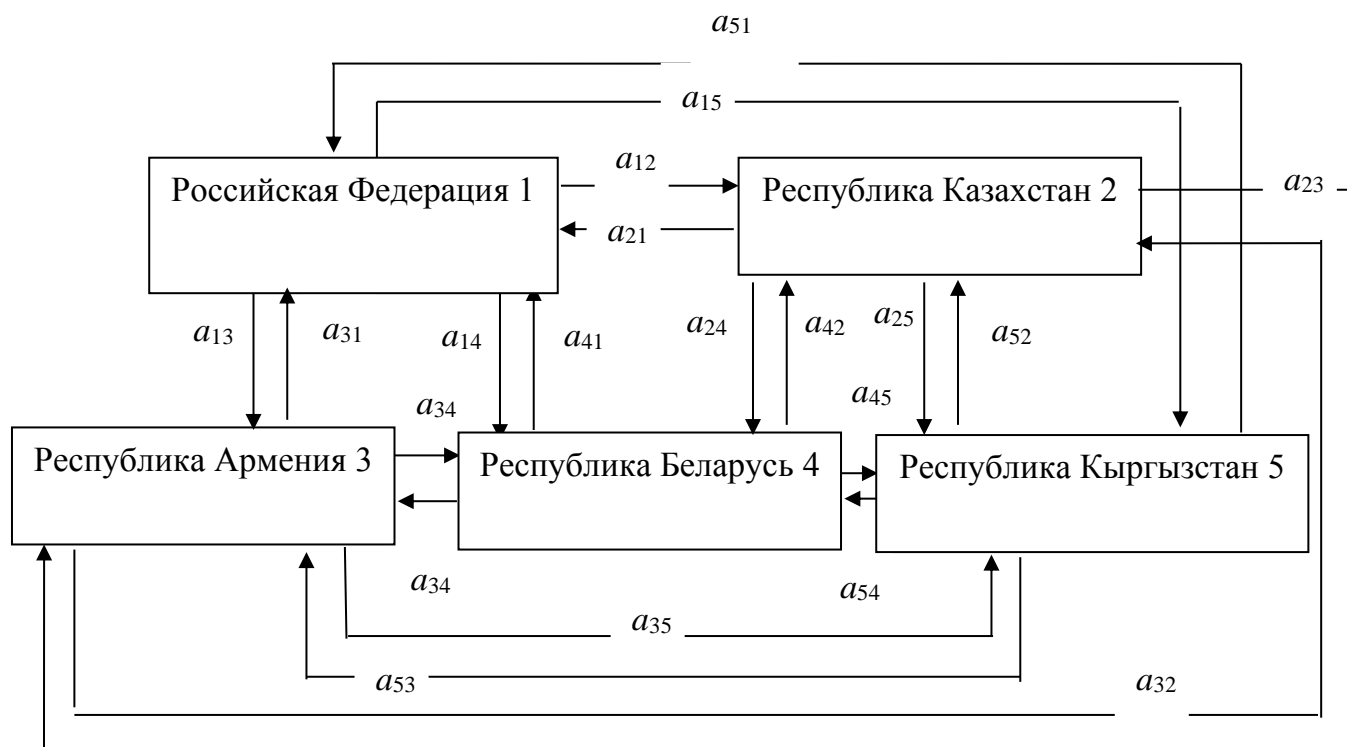 a51
a15
a12
Российская Федерация 1
Республика Казахстан 2
a23
a21
a13
a31
a14
a41
a24
a42
a25
a52
a45
a34
Республика Армения 3
Республика Беларусь 4
Республика Кыргызстан 5
a34
a54
a35
a53
a32